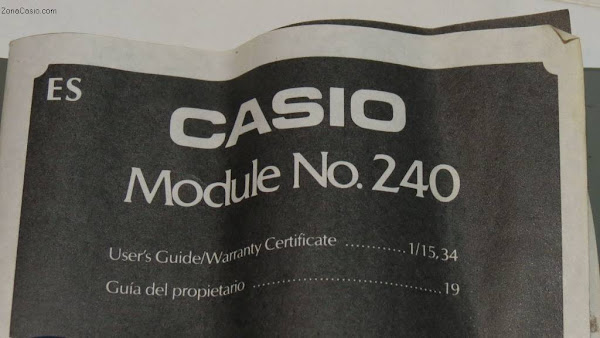 ZonaCasio.com
ES
CASIO
Module No. 240
User's Guide/Warranty Certificate ........... 1/15, 34
Guía del propietario ....................................... 19